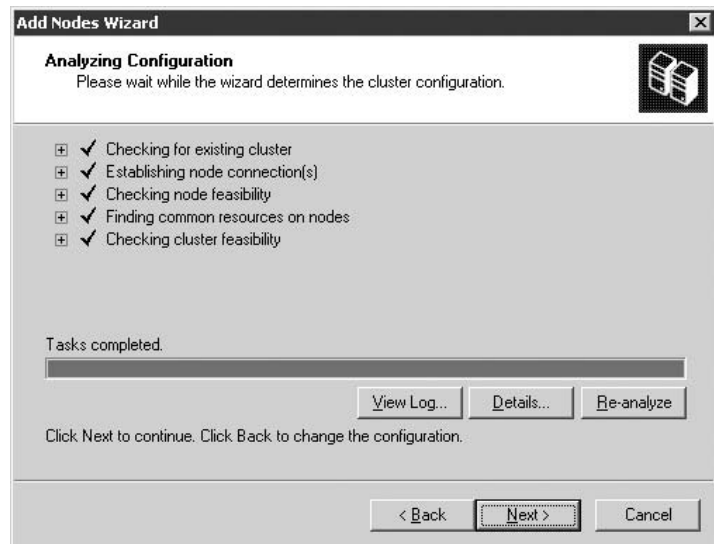 Add Nodes Wizard
Analyzing Configuration
Please wait while the wizard determines the cluster configuration.
Checking for existing cluster
Establishing node connection(s)
Checking node feasibility
Finding common resources on nodes
Checking cluster feasibility
Tasks completed.
View Log... Details... Re-analyze
Click Next to continue. Click Back to change the configuration.
< Back Next > Cancel